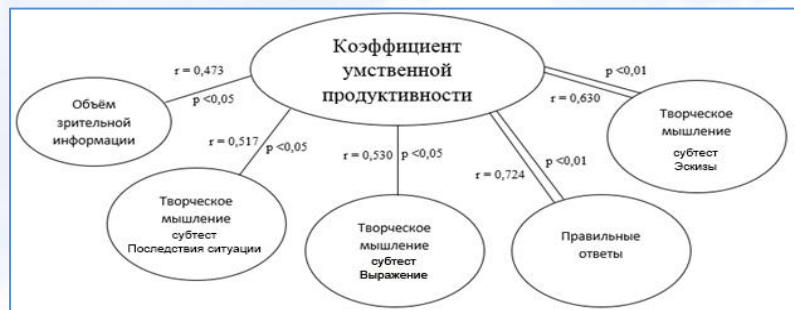 Коэффициент
умственной
продуктивности
r = 0,473
p <0,05
Объём
зрительной
информации
r = 0,517
p <0,05
Творческое
мышление
субтест
Последствия ситуации
r = 0,530
p <0,05
Творческое
мышление
субтест
Выражение
r = 0,724
p <0,01
Правильные
ответы
p <0,01
r = 0,630
Творческое
мышление
субтест
Эскизы